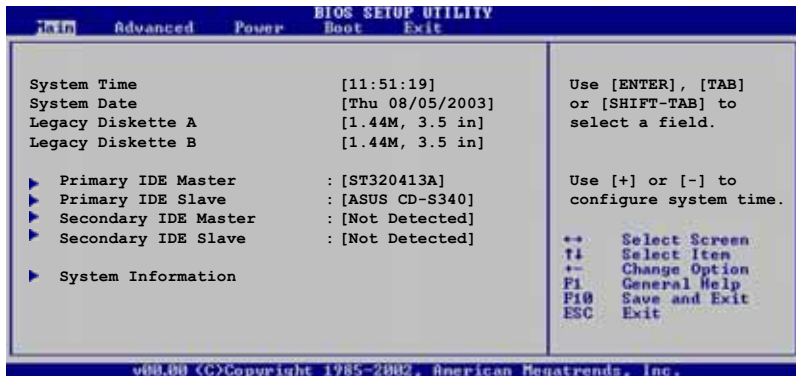 BIOS SETUP UTILITY
Main Advanced Power Boot Exit
System Time [11:51:19]
System Date [Thu 08/05/2003]
Legacy Diskette A [1.44M, 3.5 in]
Legacy Diskette B [1.44M, 3.5 in]
Primary IDE Master :[ST320413A]
Primary IDE Slave :[ASUS CD-S340]
Secondary IDE Master :[Not Detected]
Secondary IDE Slave :[Not Detected]
System Information
Use [ENTER], [TAB]
or [SHIFT-TAB] to
select a field.
Use [+] or [-] to
configure system time.
↔ Select Screen
↑↓ Select Item
+- Change Option
F1 General Help
F10 Save and Exit
ESC Exit
v00.00 (C)Copyright 1985-2002, American Megatrends, Inc.